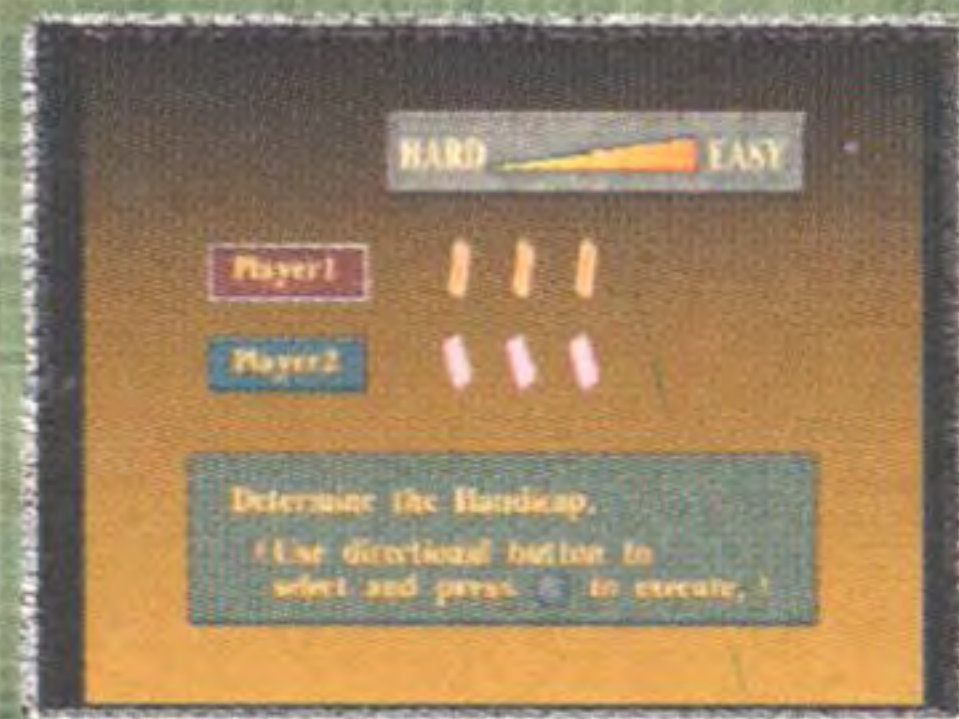 HARD EASY
Player1
Player2
Determine the Handicap.
(Use directional button to
select and press to execute.)